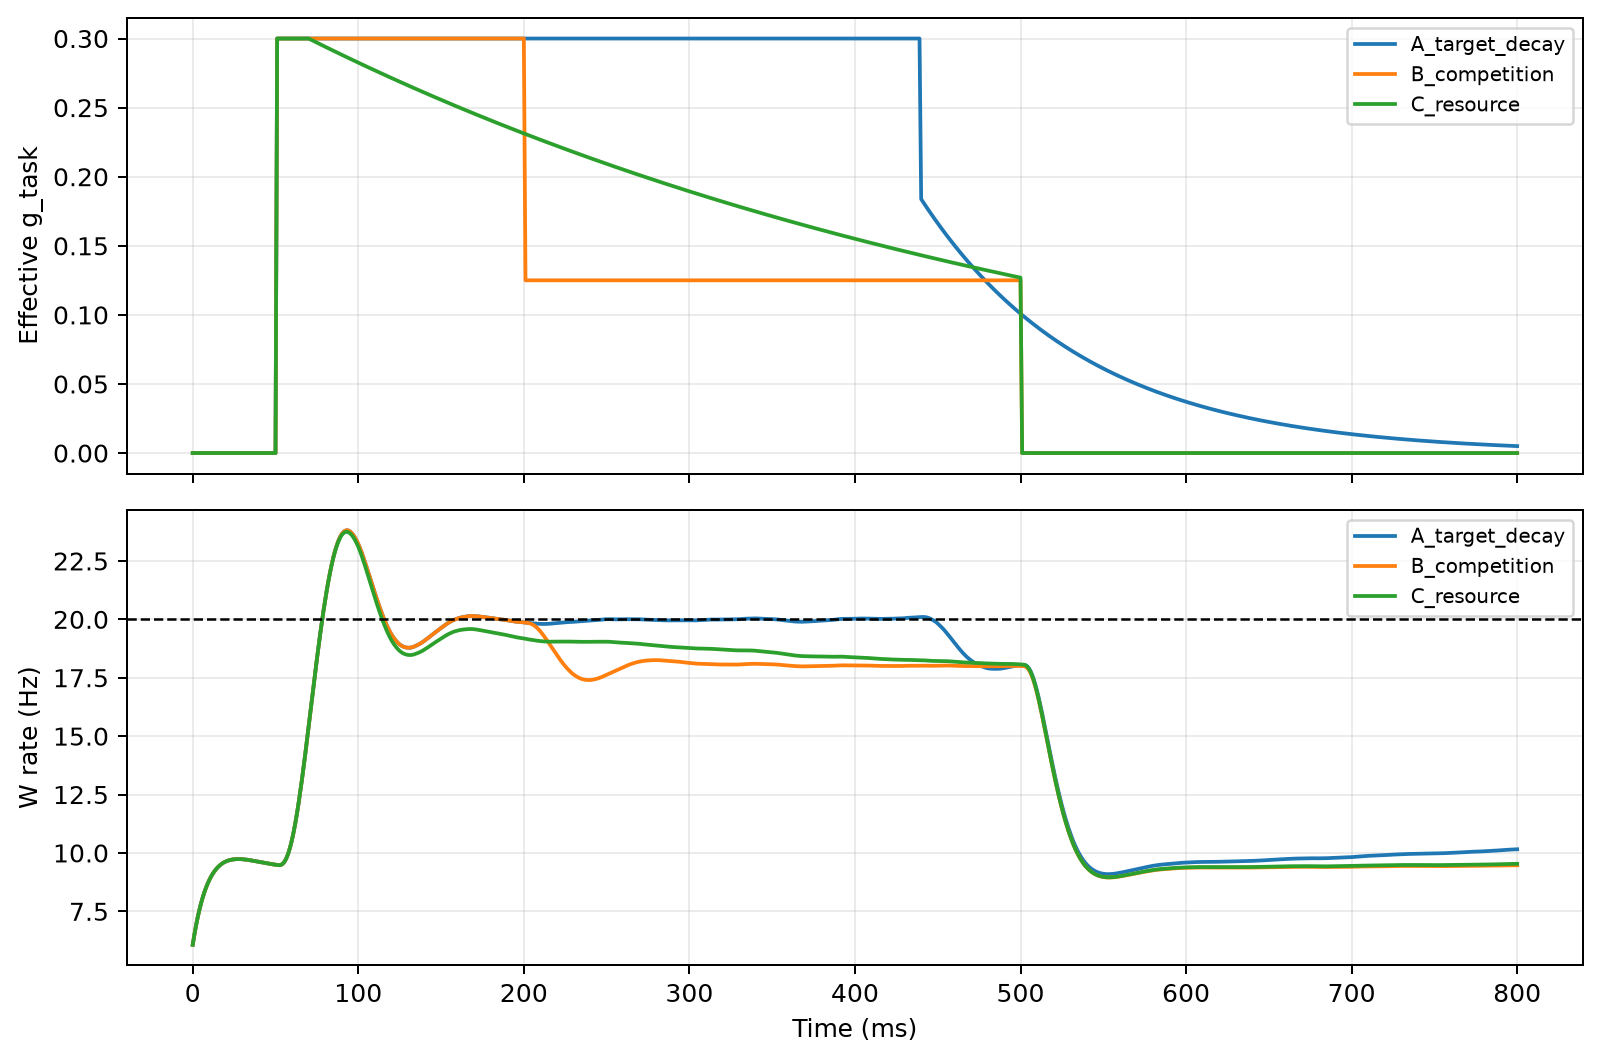 0.30
0.25
0.20
0.15
0.10
0.05
0.00
Effective g_task
A_target_decay
B_competition
C_resource
22.5
20.0
17.5
15.0
12.5
10.0
7.5
W rate (Hz)
A_target_decay
B_competition
C_resource
0 100 200 300 400 500 600 700 800
Time (ms)